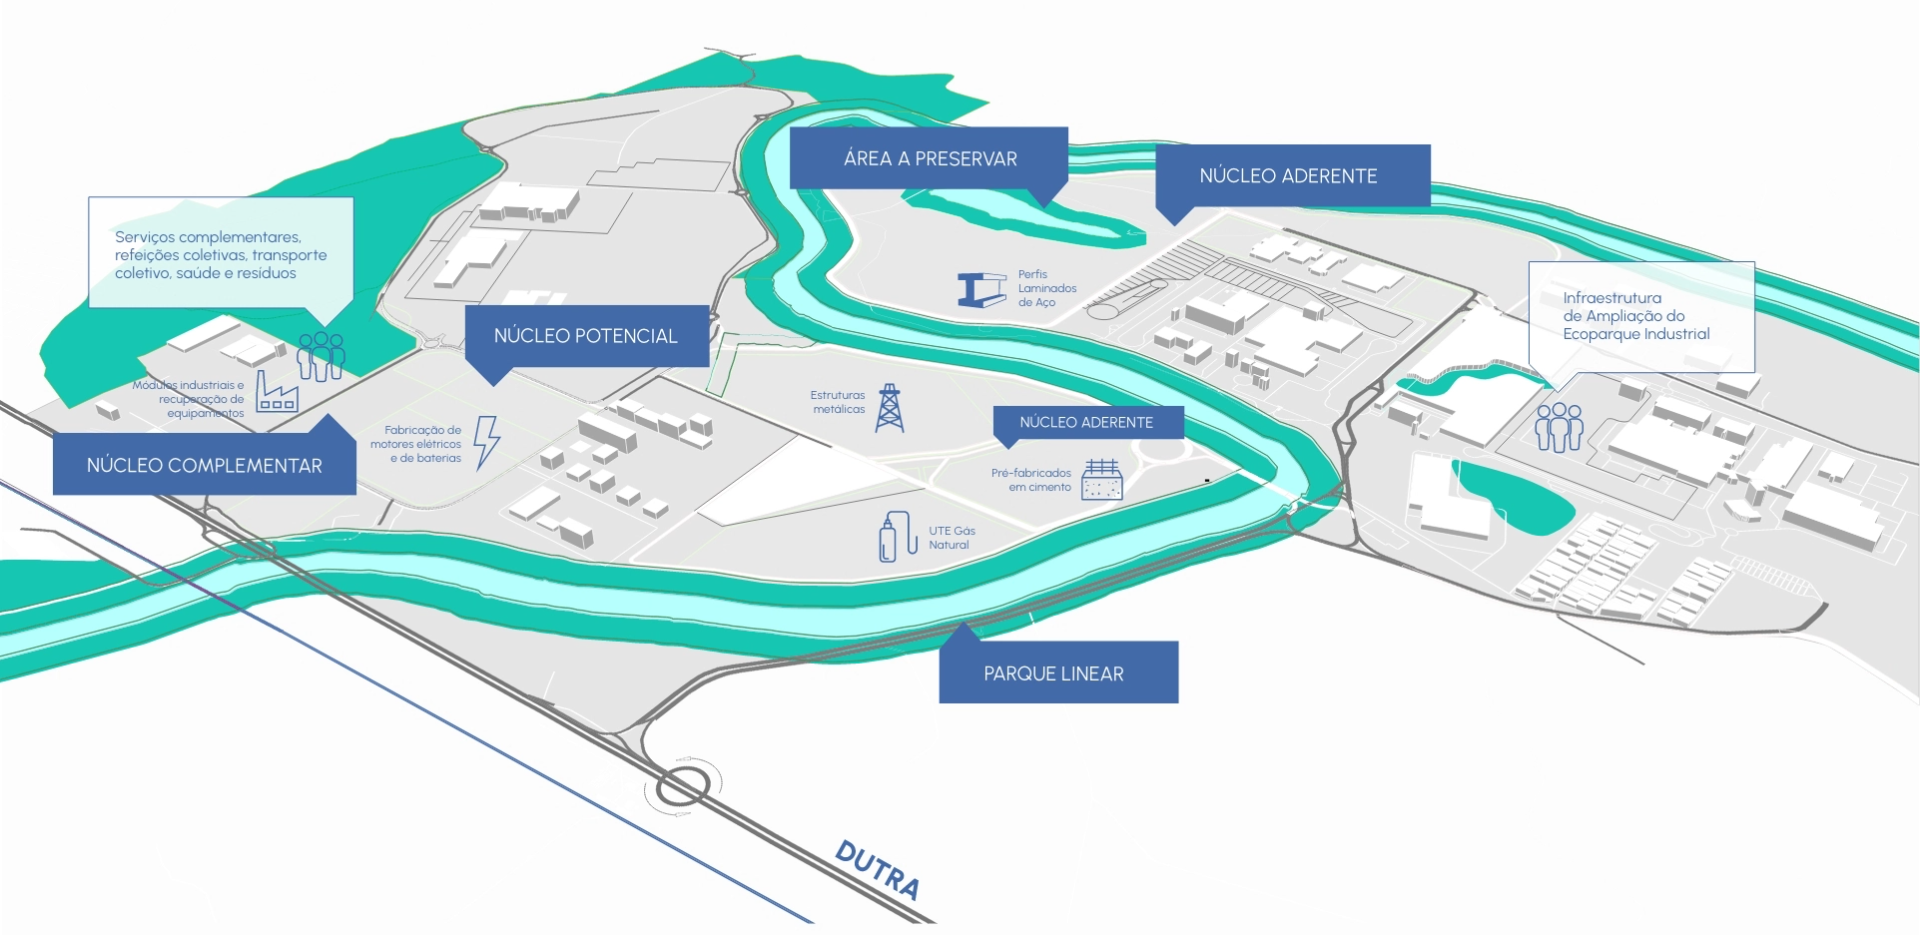 ÁREA A PRESERVAR
NÚCLEO ADERENTE
Serviços complementares,
refeições coletivas, transporte
coletivo, saúde e resíduos
Perfis
Laminados
de Aço
Infraestrutura
de Ampliação do
Ecoparque Industrial
NÚCLEO POTENCIAL
Módulos industriais e
recuperação de
equipamentos
Estruturas
metálicas
NÚCLEO ADERENTE
Fabricação de
motores elétricos
e de baterias
NÚCLEO COMPLEMENTAR
Pré-fabricados
em cimento
UTE Gás
Natural
PARQUE LINEAR
DUTRA